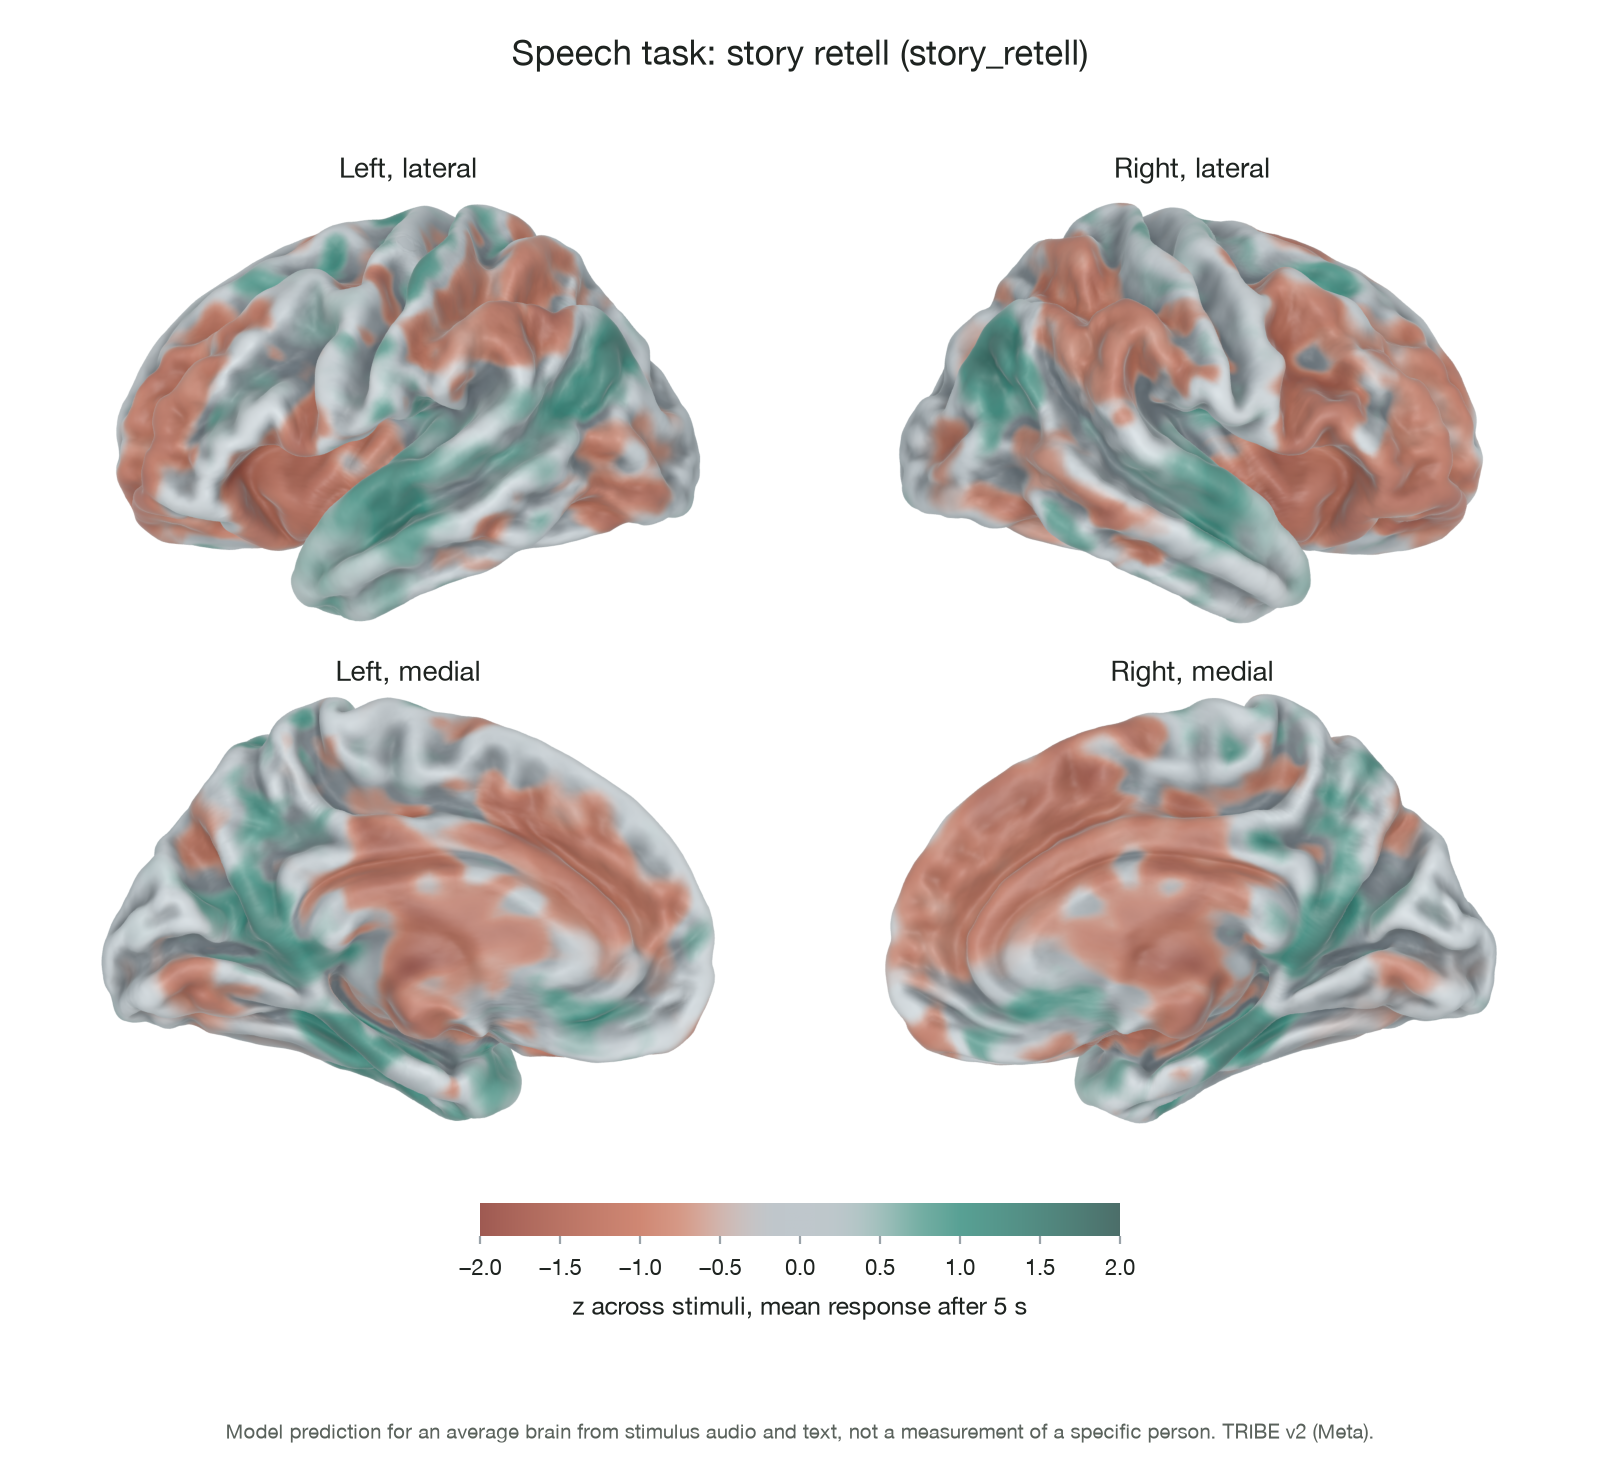 Speech task: story retell (story_retell)
Left, lateral
Right, lateral
Left, medial
Right, medial
−2.0 −1.5 −1.0 −0.5 0.0 0.5 1.0 1.5 2.0
z across stimuli, mean response after 5 s
Model prediction for an average brain from stimulus audio and text, not a measurement of a specific person. TRIBE v2 (Meta).